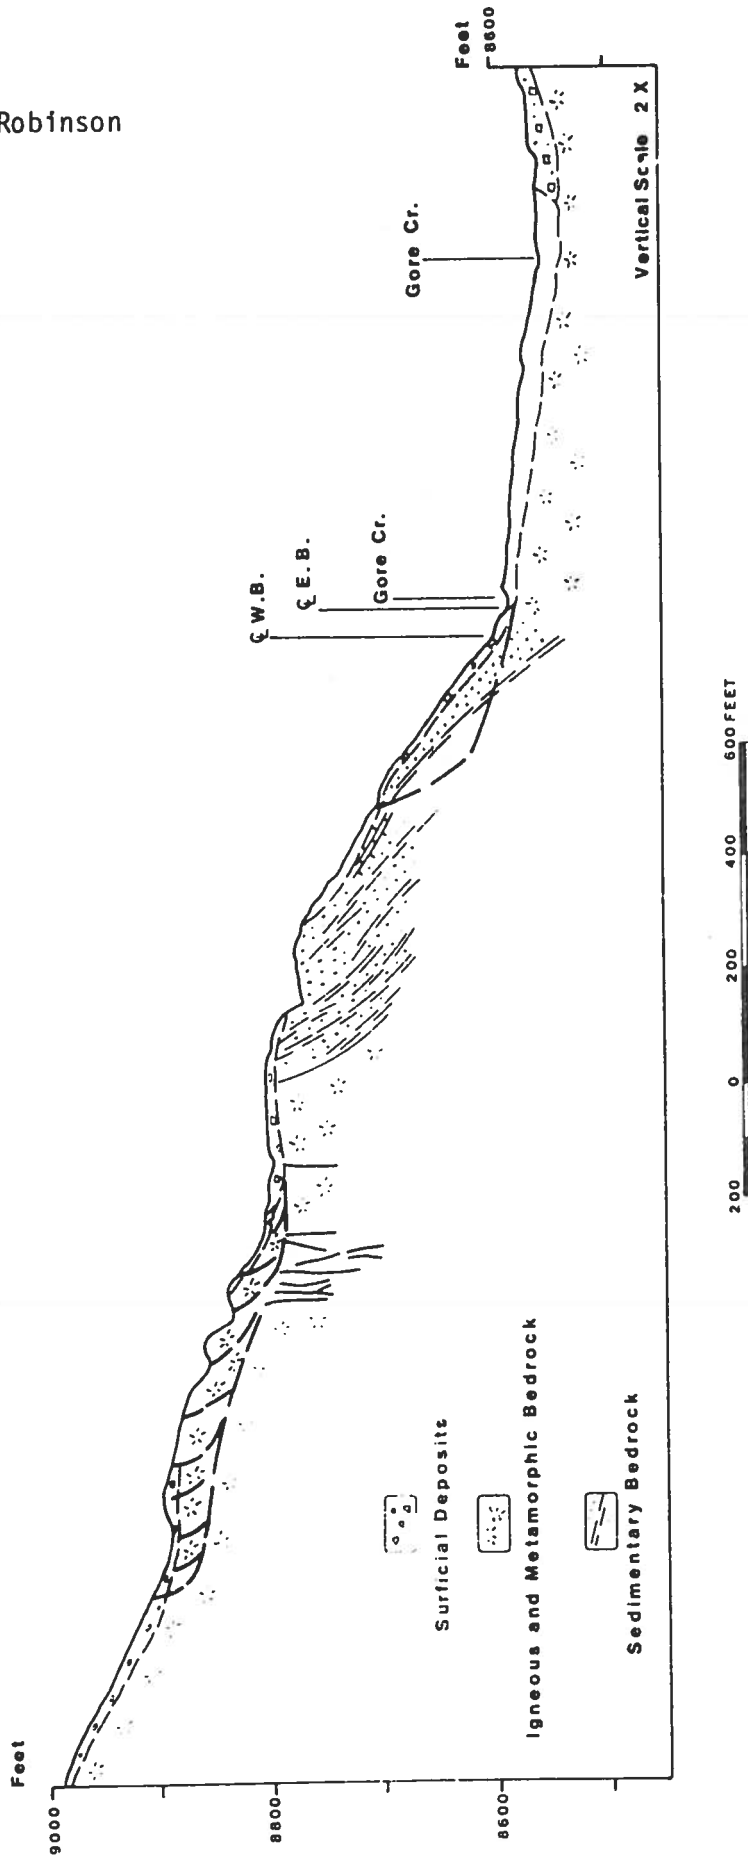 Robinson
Feet
8600
Gore Cr.
Vertical Scale 2 X
℄ W.B.
℄ E.B.
Gore Cr.
200 0 200 400 600 FEET
Surficial Deposits
Igneous and Metamorphic Bedrock
Sedimentary Bedrock
Feet
9000
8800
8600